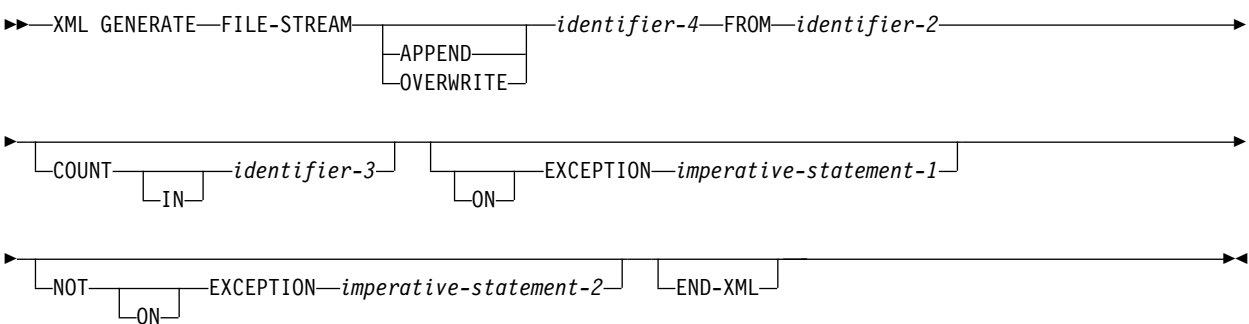 XML GENERATE FILE-STREAM identifier-4 FROM identifier-2
APPEND
OVERWRITE
COUNT identifier-3 EXCEPTION imperative-statement-1
IN ON
NOT EXCEPTION imperative-statement-2 END-XML
ON